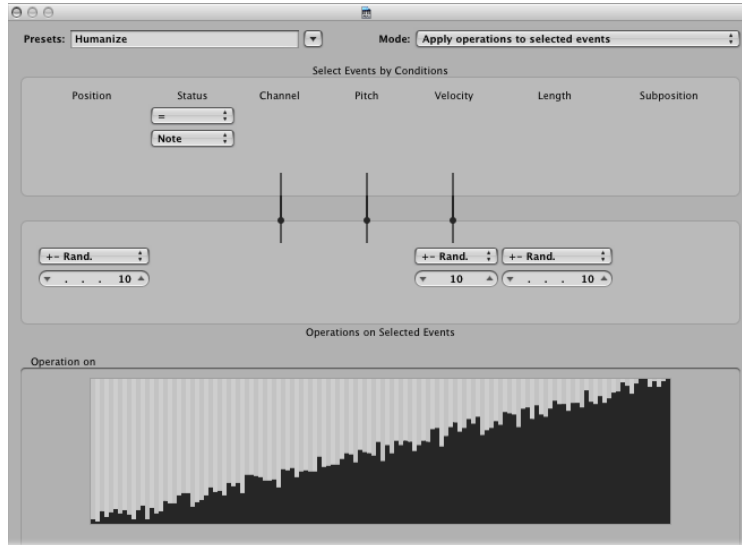 Presets: Humanize Mode: Apply operations to selected events
Select Events by Conditions
Position Status Channel Pitch Velocity Length Subposition
=
Note
+- Rand. +- Rand. +- Rand.
. . . 10 10 . . . 10
Operations on Selected Events
Operation on